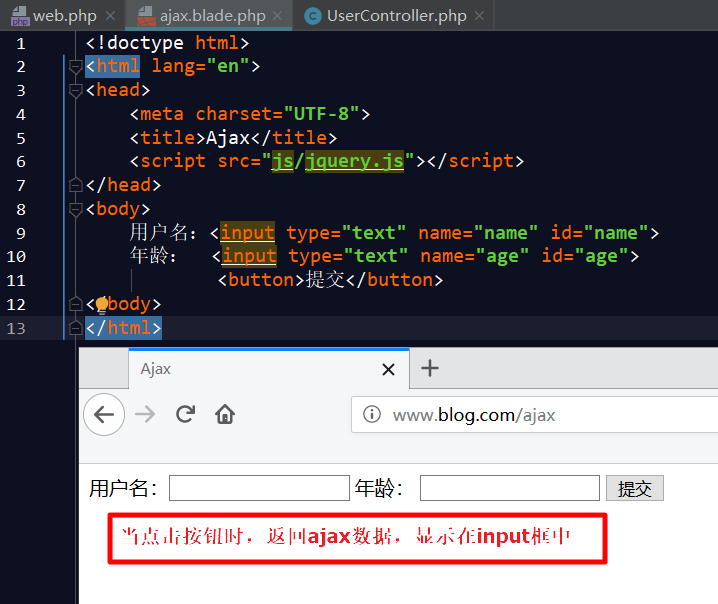 web.php × ajax.blade.php × UserController.php ×
1 <!doctype html>
2 <html lang="en">
3 <head>
4 <meta charset="UTF-8">
5 <title>Ajax</title>
6 <script src="js/jquery.js"></script>
7 </head>
8 <body>
9 用户名：<input type="text" name="name" id="name">
10 年龄： <input type="text" name="age" id="age">
11 <button>提交</button>
12 </body>
13 </html>
Ajax
www.blog.com/ajax
用户名： 年龄： 提交
当点击按钮时，返回ajax数据，显示在input框中